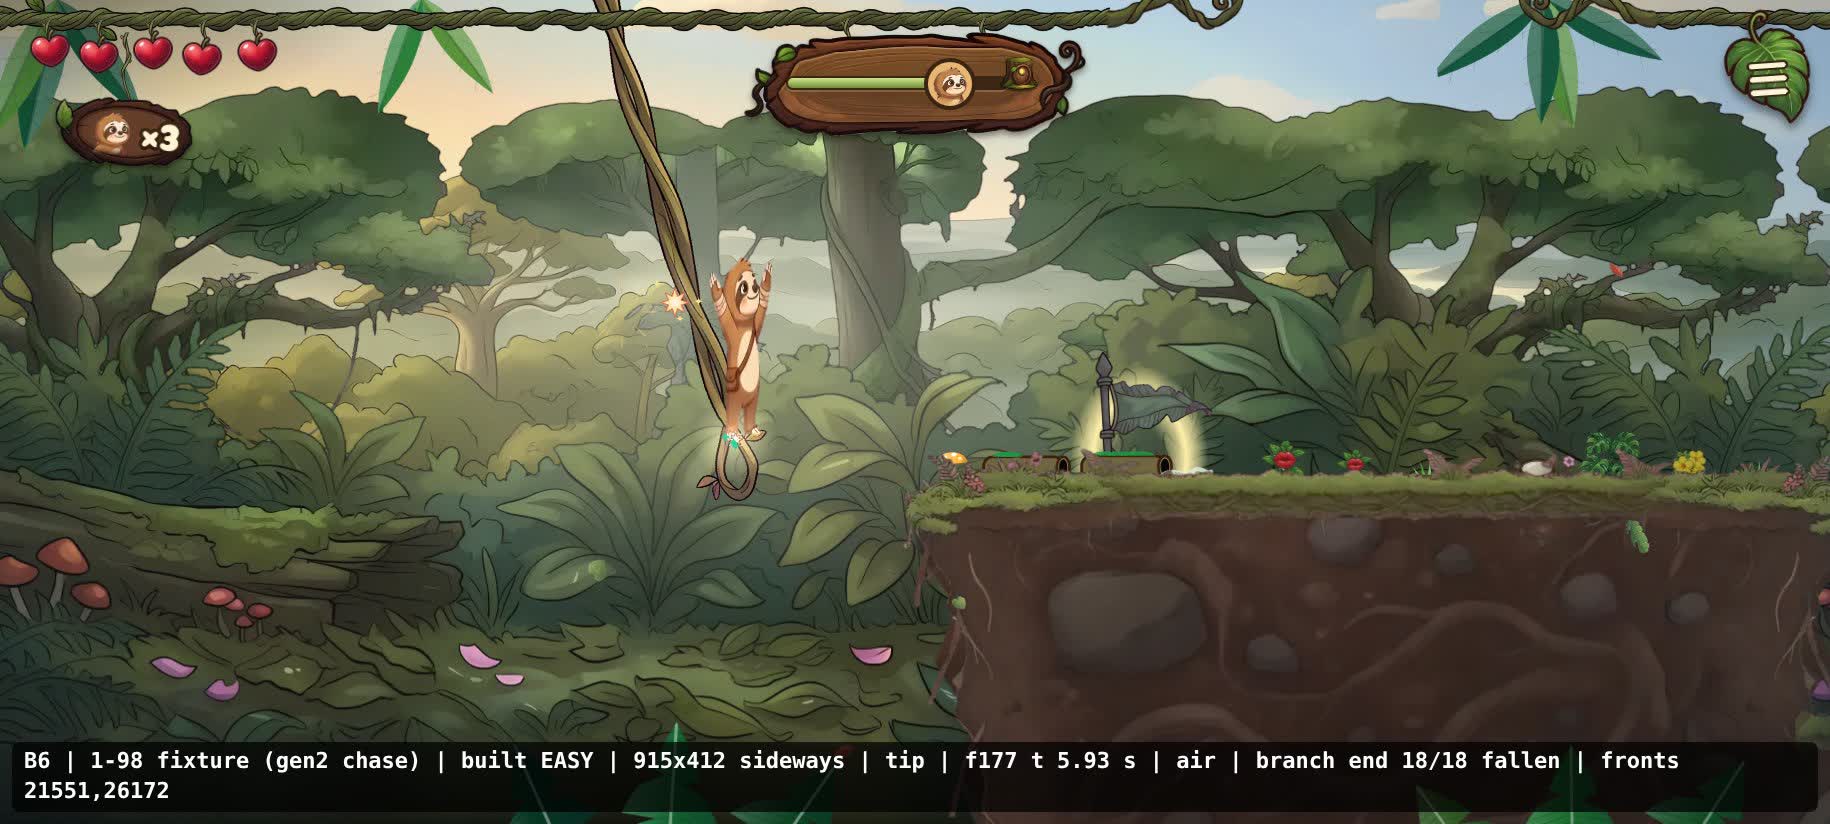 ×3
B6 | 1-98 fixture (gen2 chase) | built EASY | 915x412 sideways | tip | f177 t 5.93 s | air | branch end 18/18 fallen | fronts
21551,26172